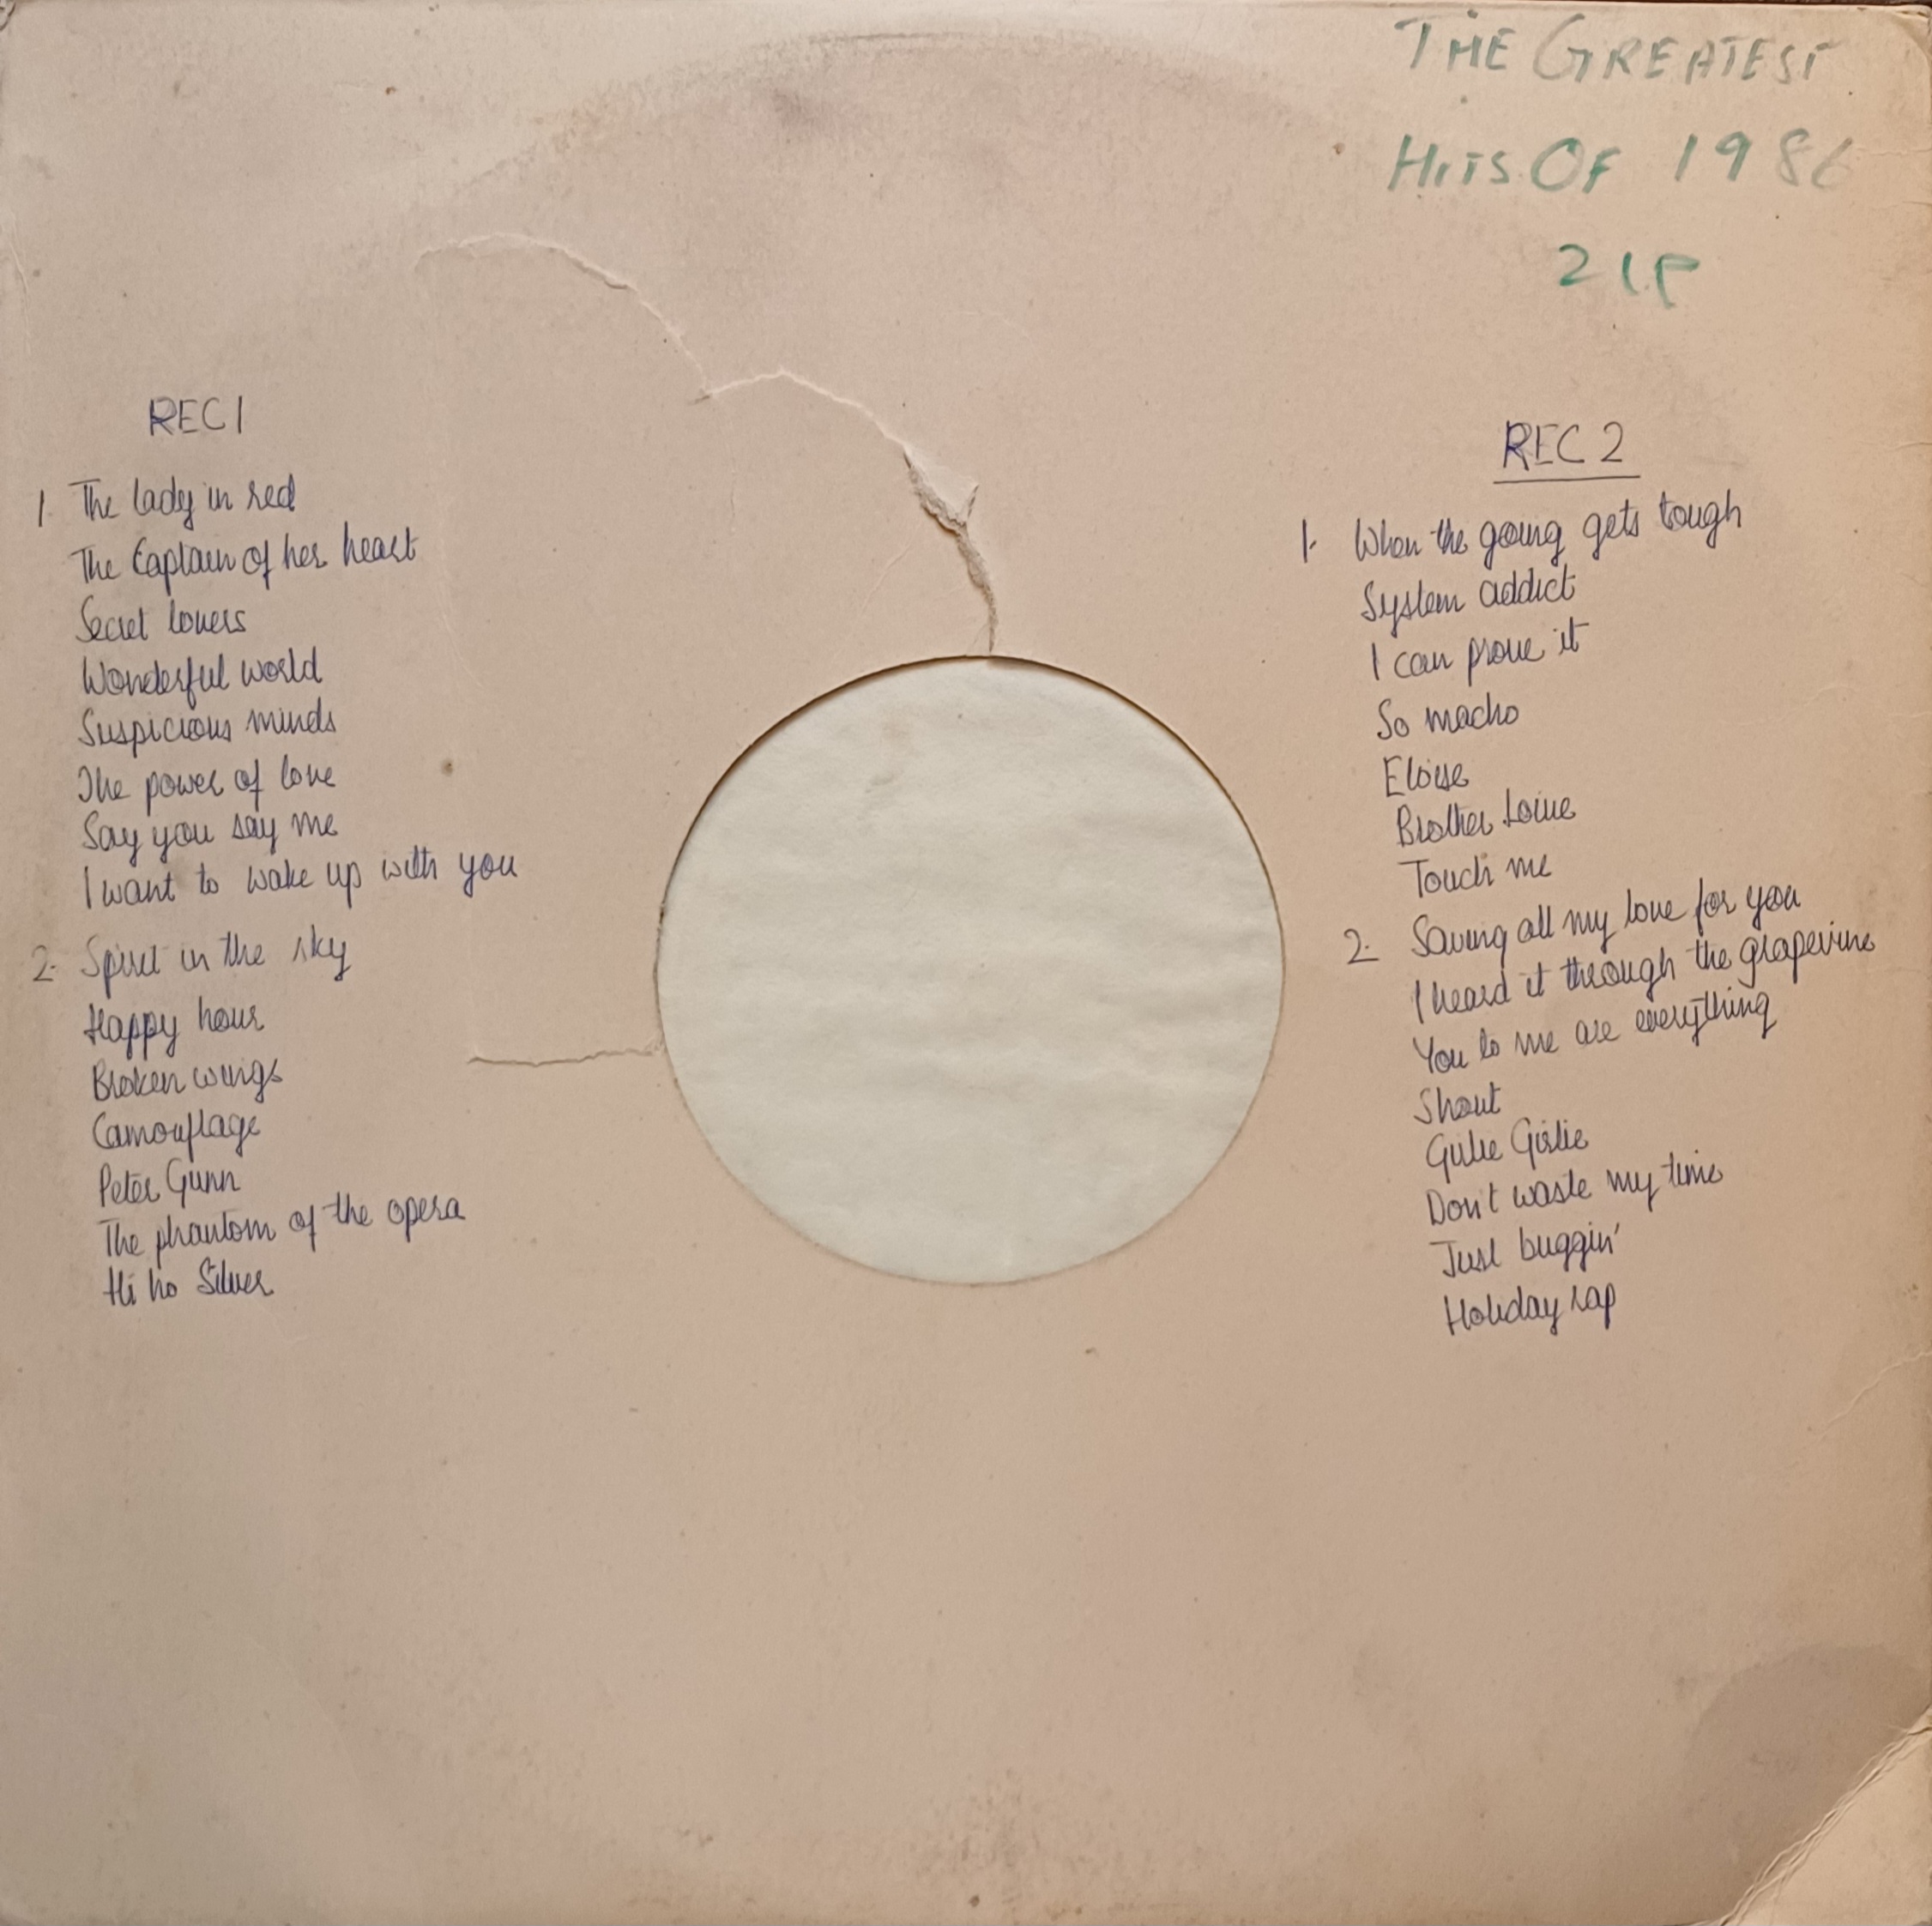 THE GREATEST
HITS OF 1986
2 LP
REC 1
1 The lady in red
The Captain of her heart
Secret lovers
Wonderful world
Suspicious minds
The power of love
Say you say me
I want to wake up with you
2- Spirit in the sky
Happy hour
Broken wings
Camouflage
Peter Gunn
The phantom of the opera
Hi ho Silver
REC 2
1- When the going gets tough
System addict
I can prove it
So macho
Eloise
Brother Louie
Touch me
2- Saving all my love for you
I heard it through the grapevine
You to me are everything
Shout
Girlie Girlie
Don't waste my time
Just buggin'
Holiday rap